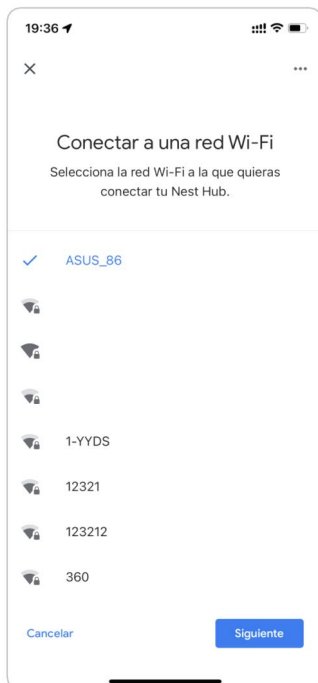 19:36
Conectar a una red Wi-Fi
Selecciona la red Wi-Fi a la que quieras
conectar tu Nest Hub.
ASUS_86
1-YYDS
12321
123212
360
Cancelar
Siguiente